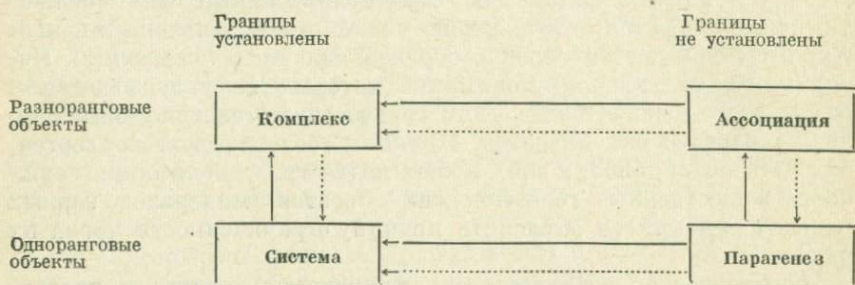 Границы
установлены
Границы
не установлены
Разноранговые
объекты
Комплекс
Ассоциация
Одноранговые
объекты
Система
Парагенез